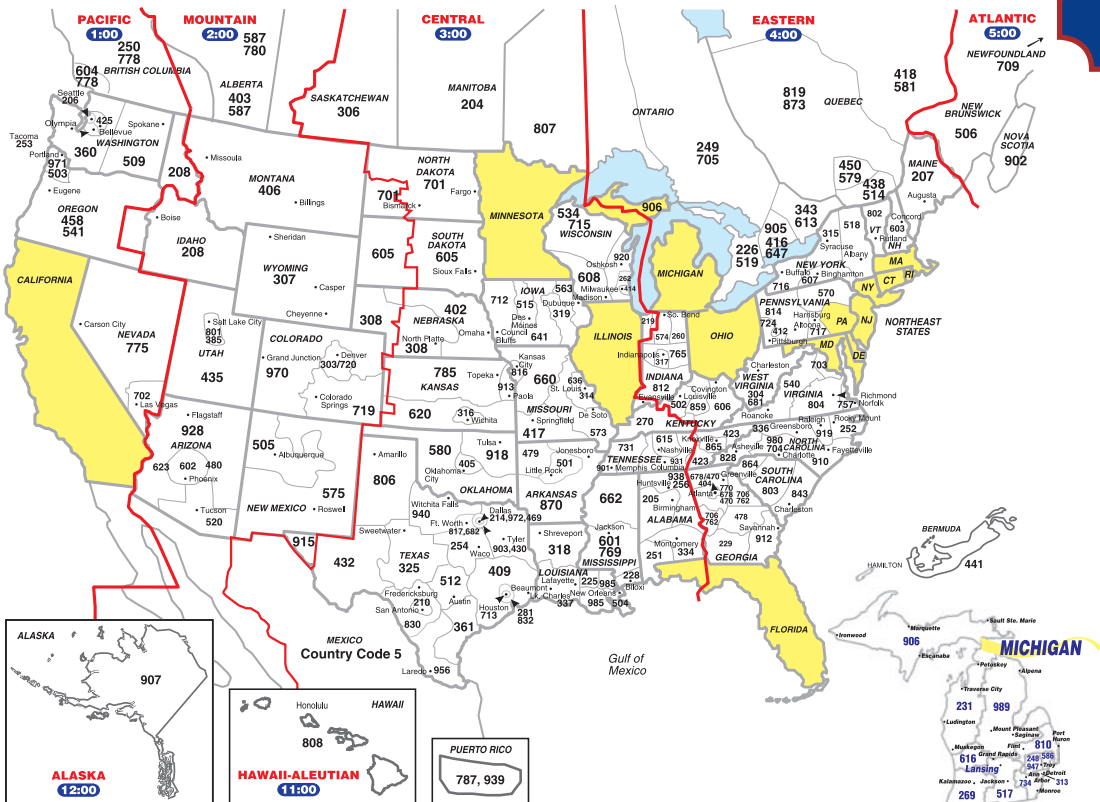 PACIFIC
1:00
MOUNTAIN
2:00
CENTRAL
3:00
EASTERN
4:00
ATLANTIC
5:00
250
778
BRITISH COLUMBIA
604
778
587
780
ALBERTA
403
587
SASKATCHEWAN
306
MANITOBA
204
807
ONTARIO
249
705
819
873
QUEBEC
418
581
NEWFOUNDLAND
709
NEW
BRUNSWICK
506
NOVA
SCOTIA
902
Seattle
206
425
Olympia
Bellevue
Spokane
WASHINGTON
Tacoma
253
360
509
Portland
971
503
Eugene
OREGON
458
541
208
Missoula
MONTANA
406
Billings
Boise
IDAHO
208
Sheridan
WYOMING
307
Casper
Cheyenne
701
Bismarck
NORTH
DAKOTA
701
Fargo
605
SOUTH
DAKOTA
605
Sioux Falls
308
402
NEBRASKA
North Platte
308
Omaha
MINNESOTA
534
715
WISCONSIN
906
920
Oshkosh
608
262
Milwaukee
414
Madison
MICHIGAN
226
519
905
416
647
343
613
450
579
438
514
MAINE
207
Augusta
802
VT
Concord
603
Rutland
NH
518
315
Syracuse
Albany
NEW YORK
Buffalo
607
Binghamton
716
MA
CT
RI
NY
NJ
NORTHEAST
STATES
570
PENNSYLVANIA
814
Harrisburg
724
Altoona
412
717
PA
Pittsburgh
MD
DE
CALIFORNIA
Carson City
NEVADA
775
702
Las Vegas
Salt Lake City
801
385
UTAH
435
COLORADO
Grand Junction
970
Denver
303/720
Colorado
Springs
719
785
KANSAS
Topeka
620
316
Wichita
712
IOWA
515
563
Dubuque
319
Des
Moines
Council
Bluffs
641
Kansas
City
816
913
Paola
660
636
St. Louis
314
MISSOURI
Springfield
De Soto
417
573
ILLINOIS
219
So. Bend
574
260
Indianapolis
317
765
INDIANA
812
Evansville
OHIO
Covington
Louisville
502
859
606
270
KENTUCKY
Charleston
WEST
VIRGINIA
304
681
703
540
VIRGINIA
804
Richmond
757
Norfolk
Roanoke
Flagstaff
928
ARIZONA
623
602
480
Phoenix
Tucson
520
505
Albuquerque
575
NEW MEXICO
Roswell
915
Amarillo
806
580
Tulsa
918
405
Oklahoma
City
OKLAHOMA
479
Jonesboro
501
Little Rock
ARKANSAS
870
731
615
Nashville
TENNESSEE
931
901
Memphis
Columbia
Knoxville
865
423
423
336
Greensboro
Raleigh
Rocky Mount
252
919
Asheville
828
980
704
NORTH
CAROLINA
Charlotte
Fayetteville
910
864
Greenville
SOUTH
CAROLINA
803
843
Charleston
Witchita Falls
940
Dallas
214,972,469
Ft. Worth
817,682
Sweetwater
TEXAS
325
254
Waco
Tyler
903,430
432
409
512
Fredericksburg
210
San Antonio
Austin
830
Houston
713
281
832
Beaumont
361
Laredo
956
Shreveport
318
LOUISIANA
Lafayette
Lk. Charles
337
225
985
New Orleans
985
504
662
Jackson
601
769
MISSISSIPPI
228
Biloxi
938
Huntsville
256
205
Birmingham
ALABAMA
Montgomery
251
334
678/470
404
Atlanta
770
678
470
706
762
706
762
478
Savannah
912
229
GEORGIA
FLORIDA
Gulf of
Mexico
MEXICO
Country Code 5
BERMUDA
HAMILTON
441
ALASKA
907
ALASKA
12:00
Honolulu
HAWAII
808
HAWAII-ALEUTIAN
11:00
PUERTO RICO
787, 939
MICHIGAN
Ironwood
Marquette
906
Sault Ste. Marie
Escanaba
Petoskey
Alpena
Traverse City
231
989
Ludington
Mount Pleasant
Saginaw
Muskegon
616
Grand Rapids
Flint
810
Port
Huron
248
586
947
Troy
Lansing
Ann
Arbor
Detroit
313
Kalamazoo
Jackson
734
Monroe
269
517